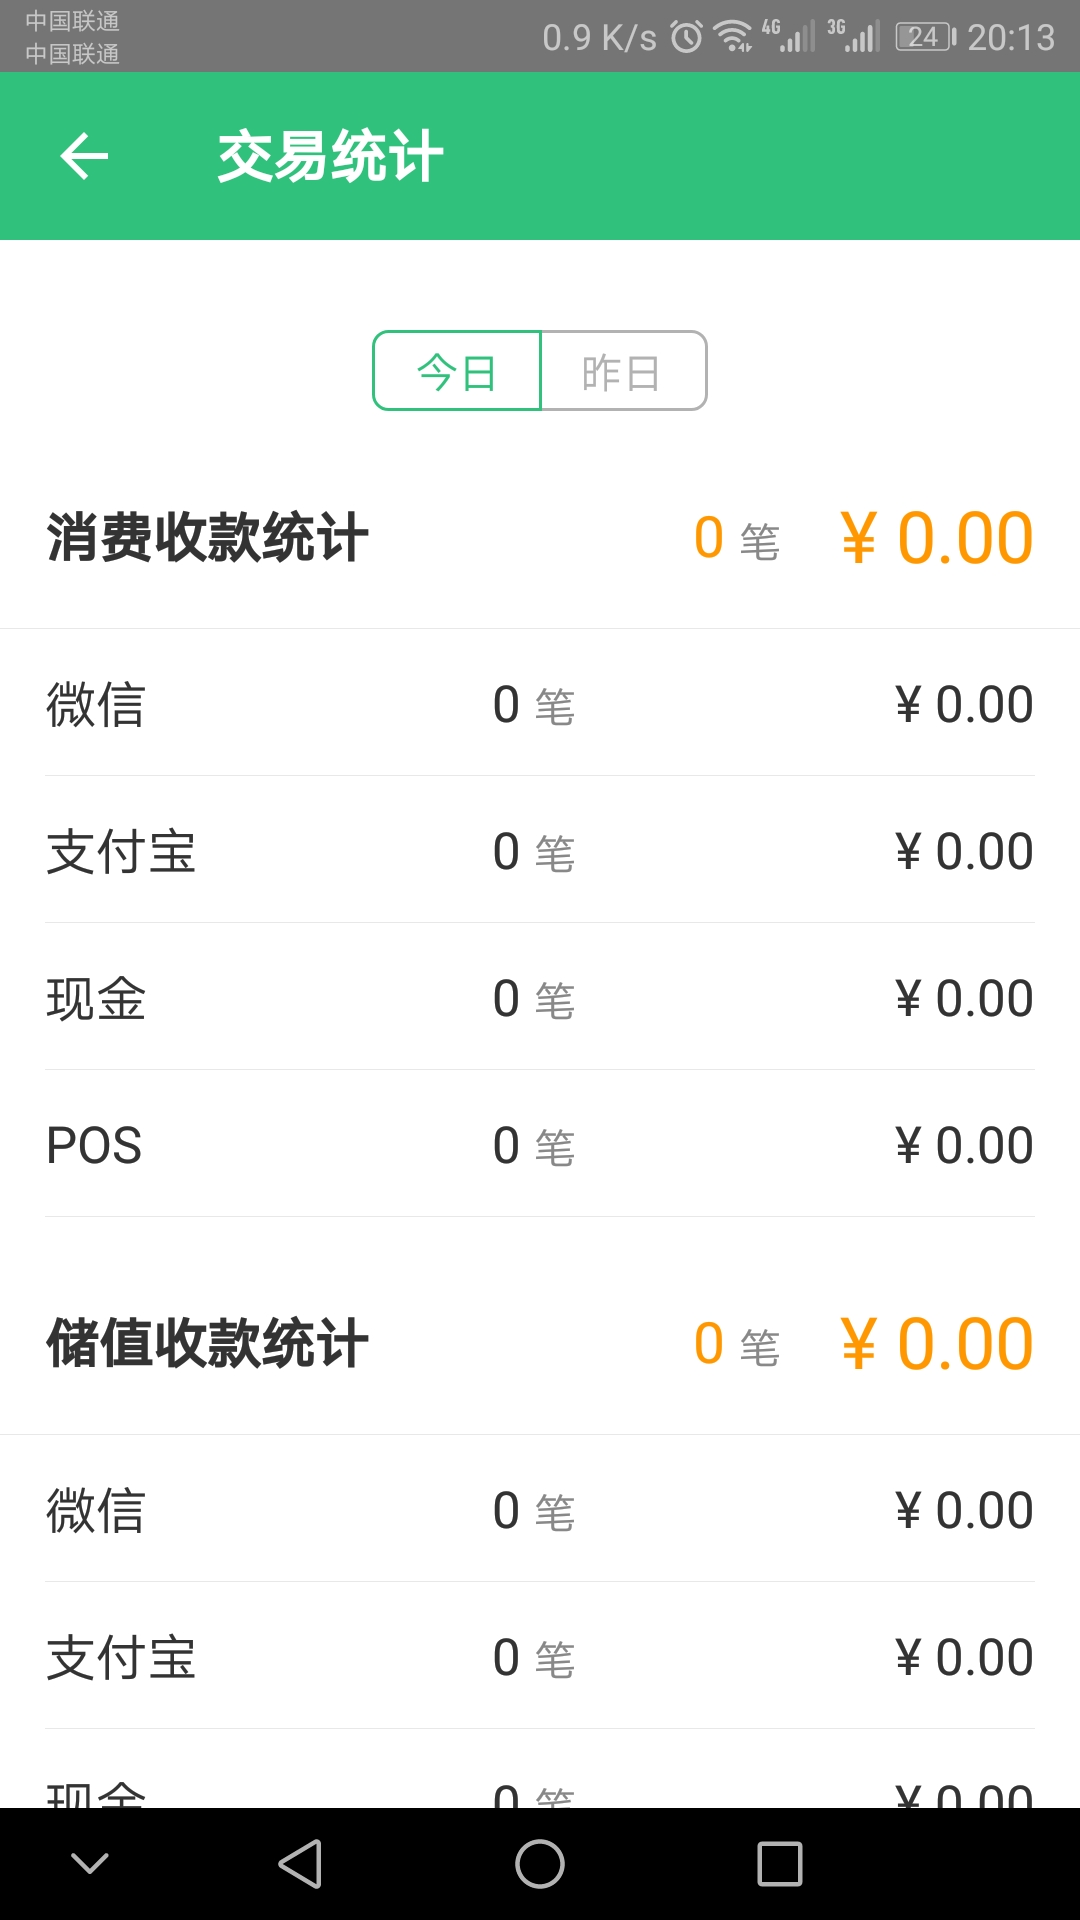 中国联通
中国联通
0.9 K/s 4G 3G 24 20:13
交易统计
今日 昨日
消费收款统计 0 笔 ¥ 0.00
微信 0 笔 ¥ 0.00
支付宝 0 笔 ¥ 0.00
现金 0 笔 ¥ 0.00
POS 0 笔 ¥ 0.00
储值收款统计 0 笔 ¥ 0.00
微信 0 笔 ¥ 0.00
支付宝 0 笔 ¥ 0.00
现金 0 笔 ¥ 0.00